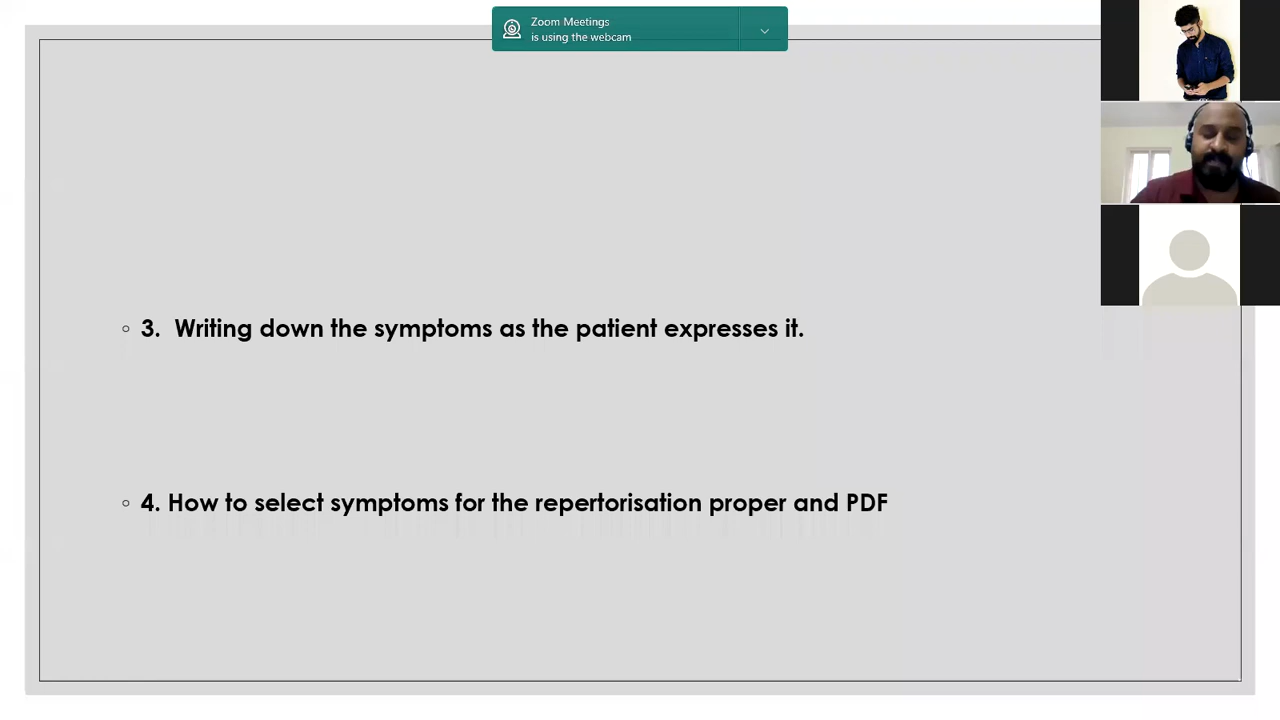 Zoom Meetings
is using the webcam
3. Writing down the symptoms as the patient expresses it.
4. How to select symptoms for the repertorisation proper and PDF